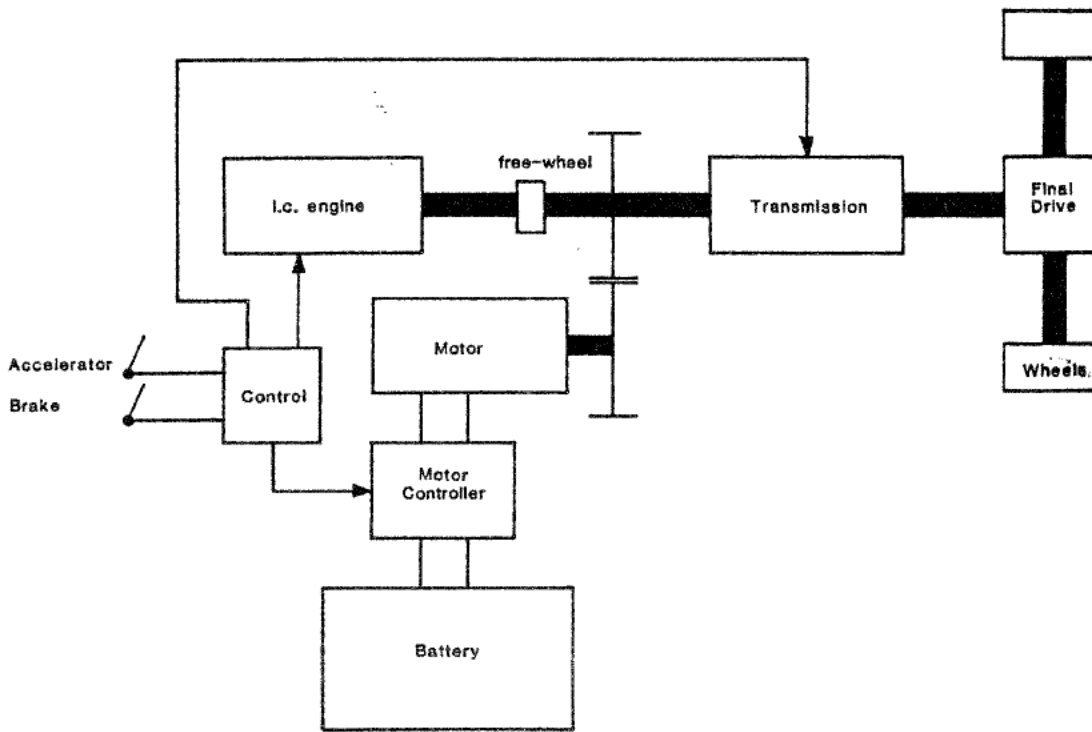 free-wheel
I.c. engine
Transmission
Final
Drive
Motor
Accelerator
Brake
Control
Wheels.
Motor
Controller
Battery